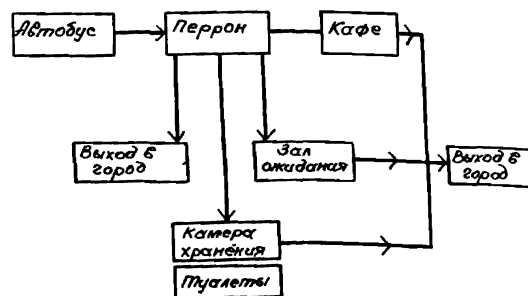 Автобус
Перрон
Кафе
Выход в
город
Зал
ожидания
Выход в
город
Камера
хранения
Туалеты